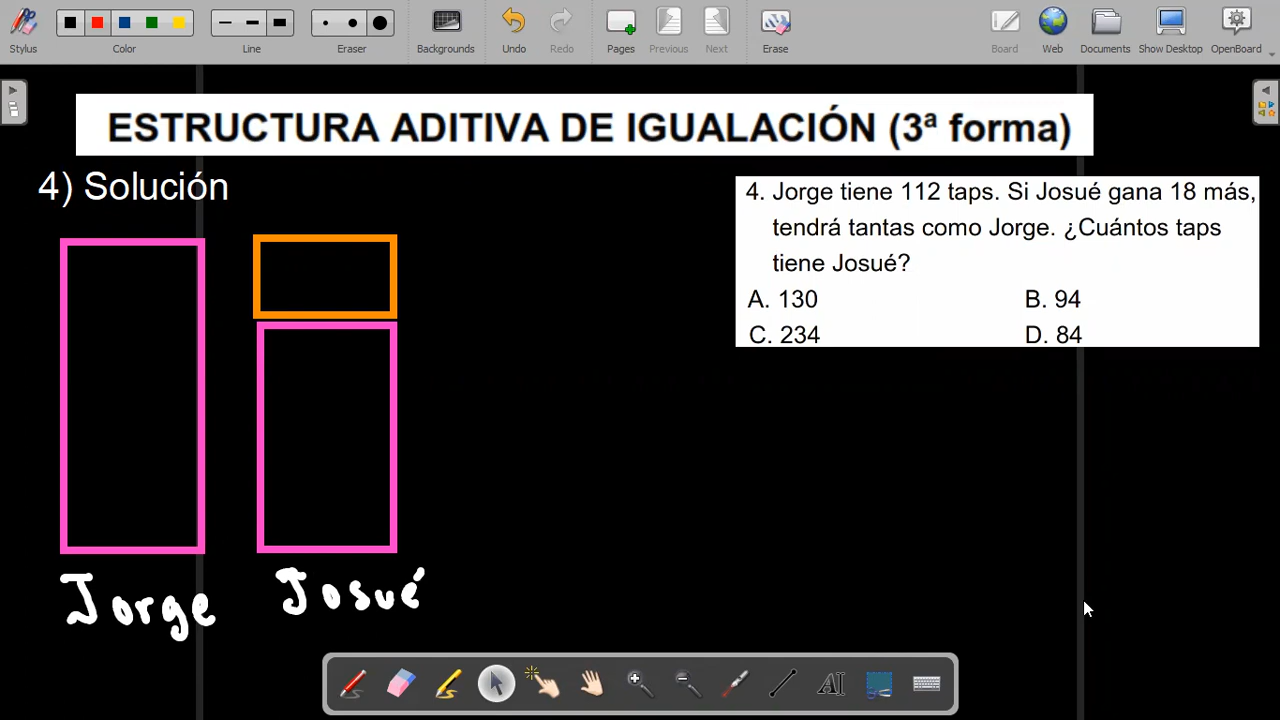 Stylus
Color
Line
Eraser
Backgrounds
Undo
Redo
Pages
Previous
Next
Erase
Board
Web
Documents
Show Desktop
OpenBoard
ESTRUCTURA ADITIVA DE IGUALACIÓN (3ª forma)
4) Solución
4. Jorge tiene 112 taps. Si Josué gana 18 más,
tendrá tantas como Jorge. ¿Cuántos taps
tiene Josué?
A. 130
B. 94
C. 234
D. 84
Jorge
Josué
AI